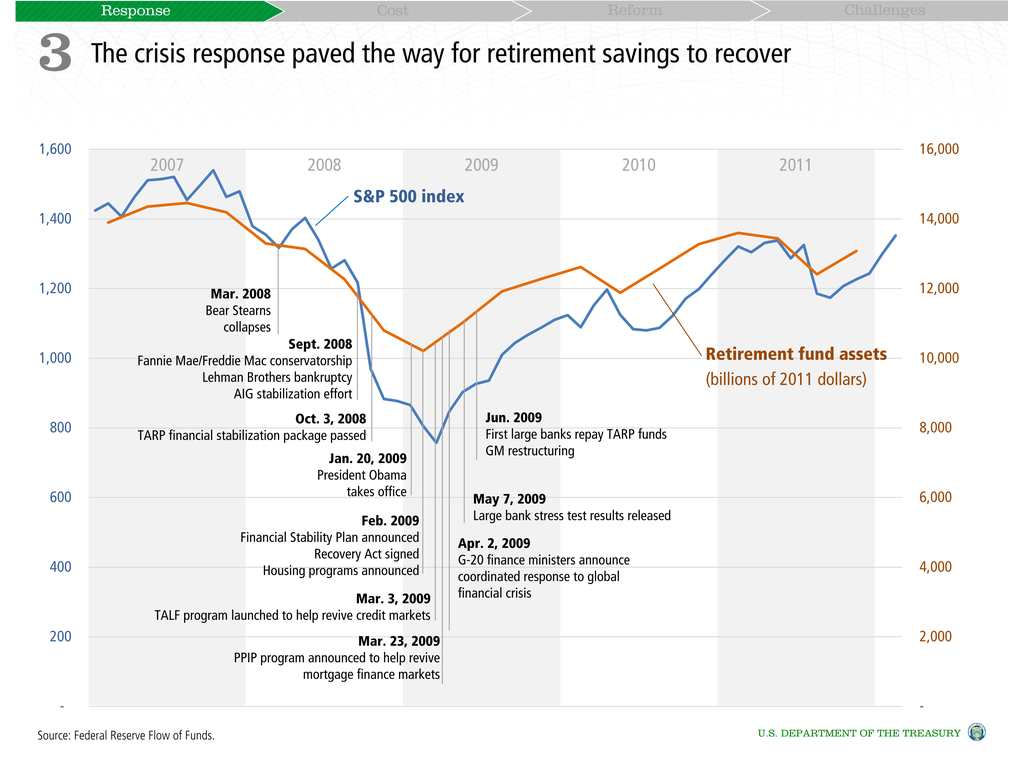 Response
Cost
Reform
Challenges
3 The crisis response paved the way for retirement savings to recover
1,600
1,400
1,200
1,000
800
600
400
200
-
2007
2008
2009
2010
2011
16,000
14,000
12,000
10,000
8,000
6,000
4,000
2,000
-
S&P 500 index
Mar. 2008
Bear Stearns
collapses
Sept. 2008
Fannie Mae/Freddie Mac conservatorship
Lehman Brothers bankruptcy
AIG stabilization effort
Oct. 3, 2008
TARP financial stabilization package passed
Jan. 20, 2009
President Obama
takes office
Feb. 2009
Financial Stability Plan announced
Recovery Act signed
Housing programs announced
Mar. 3, 2009
TALF program launched to help revive credit markets
Mar. 23, 2009
PPIP program announced to help revive
mortgage finance markets
Retirement fund assets
(billions of 2011 dollars)
Jun. 2009
First large banks repay TARP funds
GM restructuring
May 7, 2009
Large bank stress test results released
Apr. 2, 2009
G-20 finance ministers announce
coordinated response to global
financial crisis
Source: Federal Reserve Flow of Funds.
U.S. DEPARTMENT OF THE TREASURY